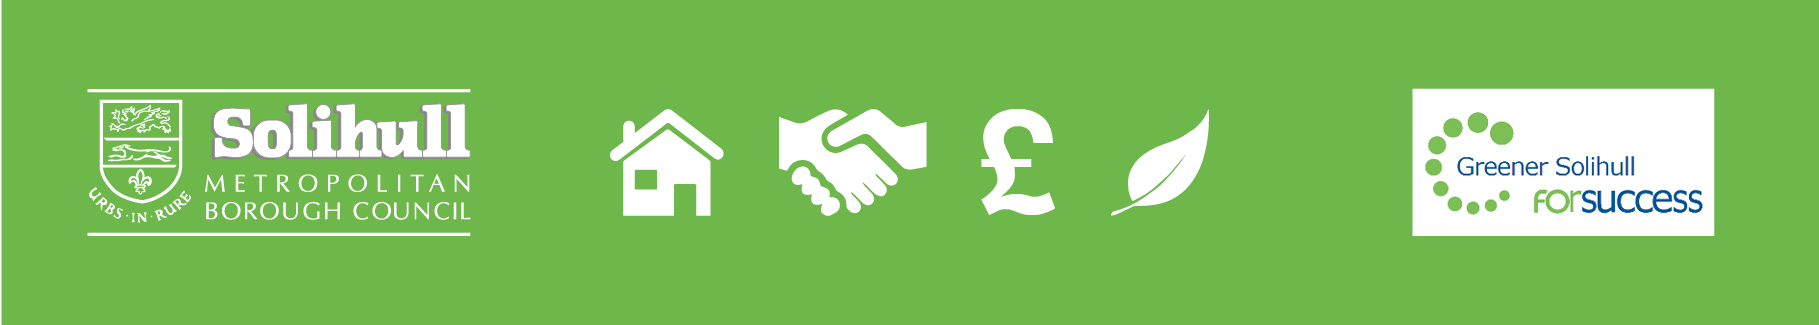 Solihull
METROPOLITAN
BOROUGH COUNCIL
URBS·IN·RURE
£
Greener Solihull
forsuccess